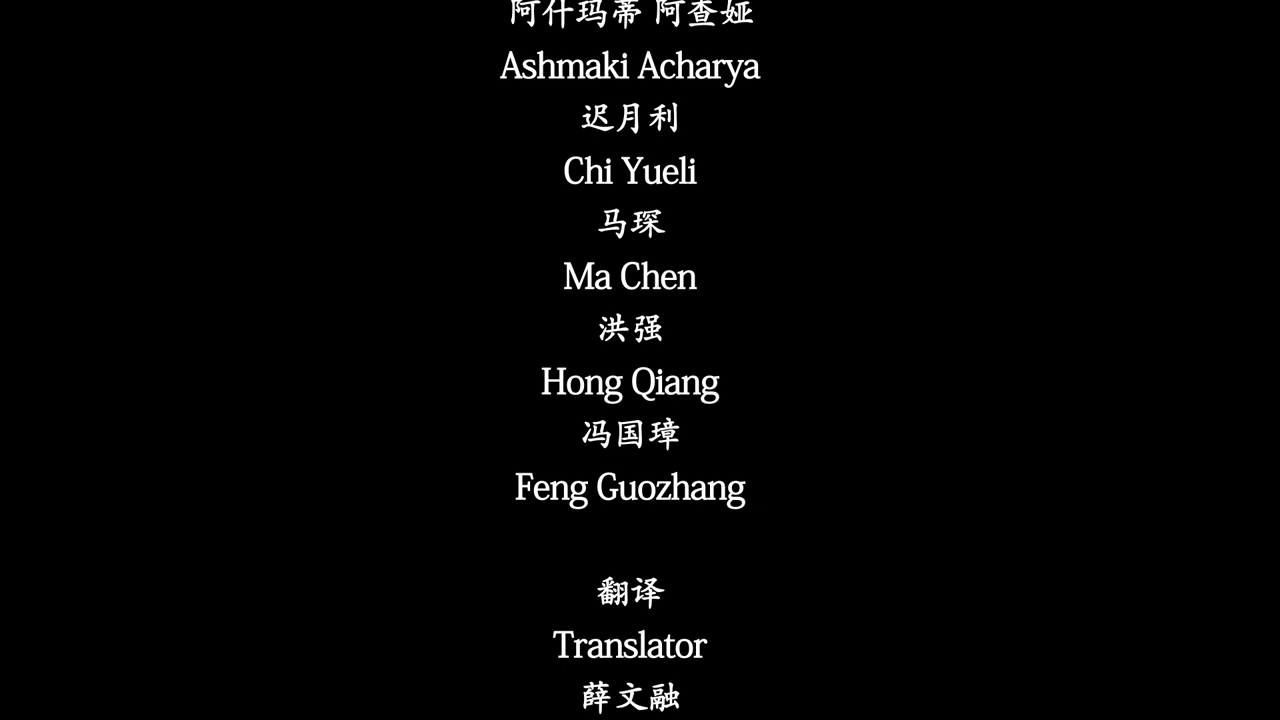 阿什玛蒂 阿查娅
Ashmaki Acharya
迟月利
Chi Yueli
马琛
Ma Chen
洪强
Hong Qiang
冯国璋
Feng Guozhang
翻译
Translator
薛文融